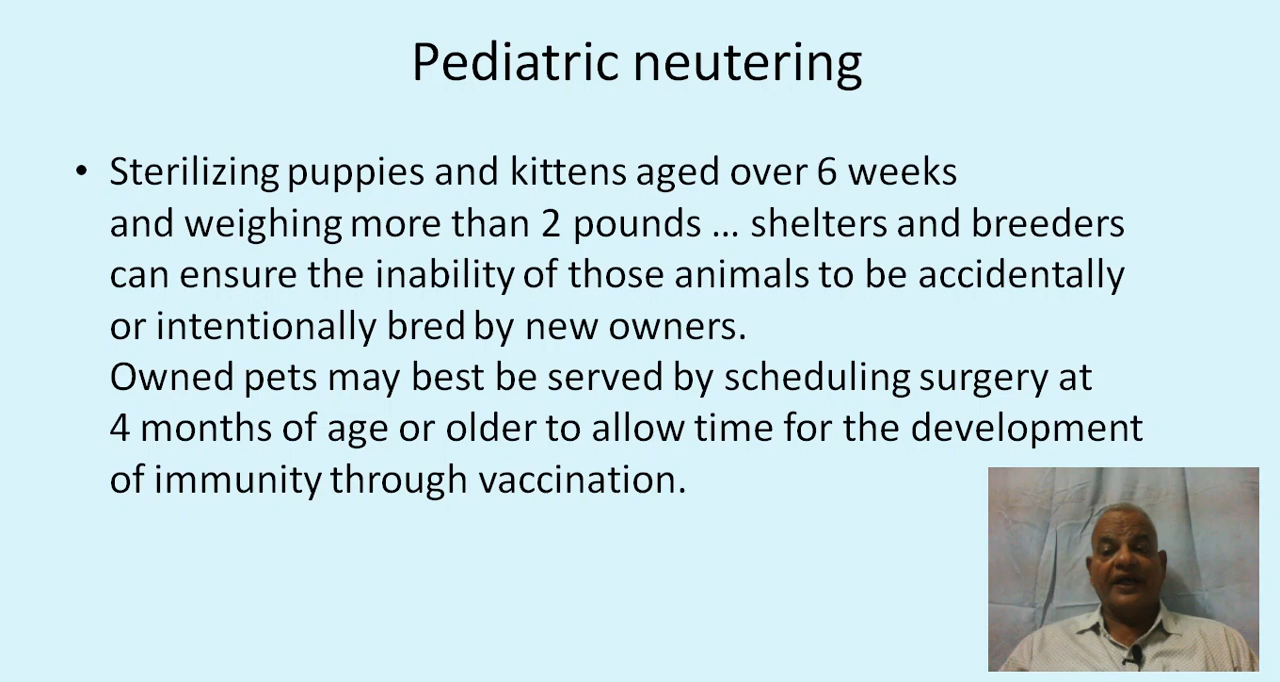 Pediatric neutering
• Sterilizing puppies and kittens aged over 6 weeks
and weighing more than 2 pounds … shelters and breeders
can ensure the inability of those animals to be accidentally
or intentionally bred by new owners.
Owned pets may best be served by scheduling surgery at
4 months of age or older to allow time for the development
of immunity through vaccination.